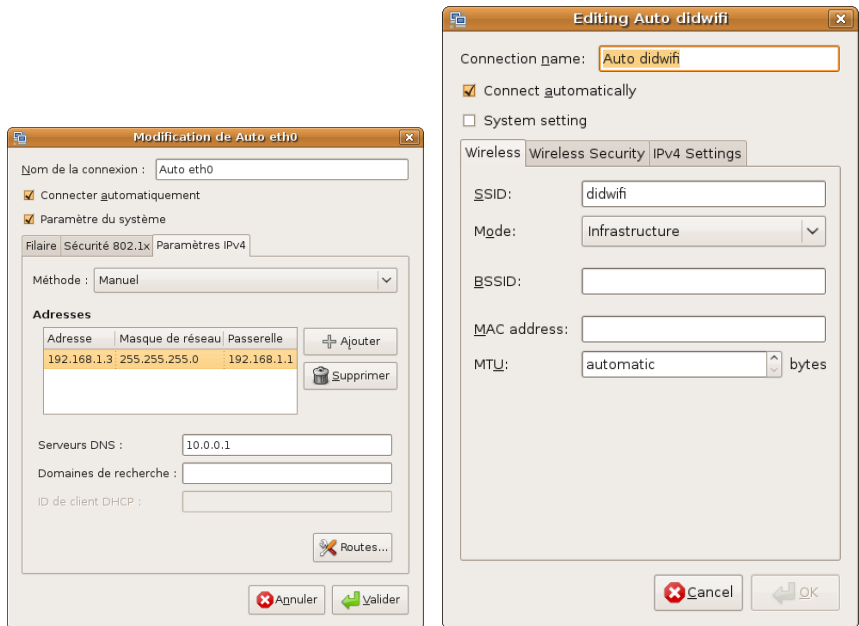 Modification de Auto eth0
Nom de la connexion : Auto eth0
Connecter automatiquement
Paramètre du système
Filaire Sécurité 802.1x Paramètres IPv4
Méthode : Manuel
Adresses
Adresse Masque de réseau Passerelle
192.168.1.3 255.255.255.0 192.168.1.1
Ajouter
Supprimer
Serveurs DNS : 10.0.0.1
Domaines de recherche :
ID de client DHCP :
Routes...
Annuler Valider
Editing Auto didwifi
Connection name: Auto didwifi
Connect automatically
System setting
Wireless Wireless Security IPv4 Settings
SSID: didwifi
Mode: Infrastructure
BSSID:
MAC address:
MTU: automatic bytes
Cancel OK